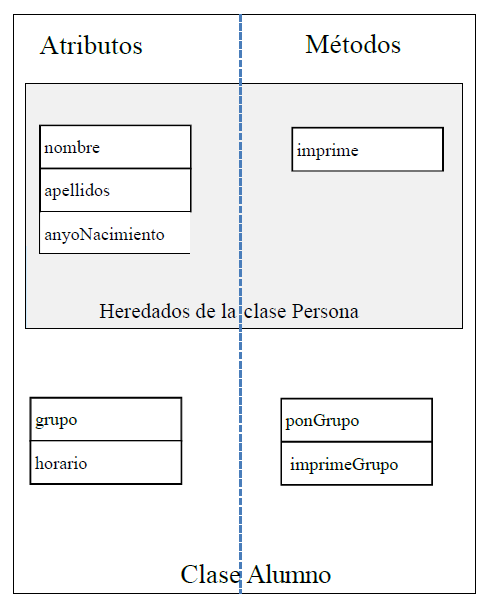 Atributos
Métodos
nombre
apellidos
anyoNacimiento
imprime
Heredados de la clase Persona
grupo
horario
ponGrupo
imprimeGrupo
Clase Alumno